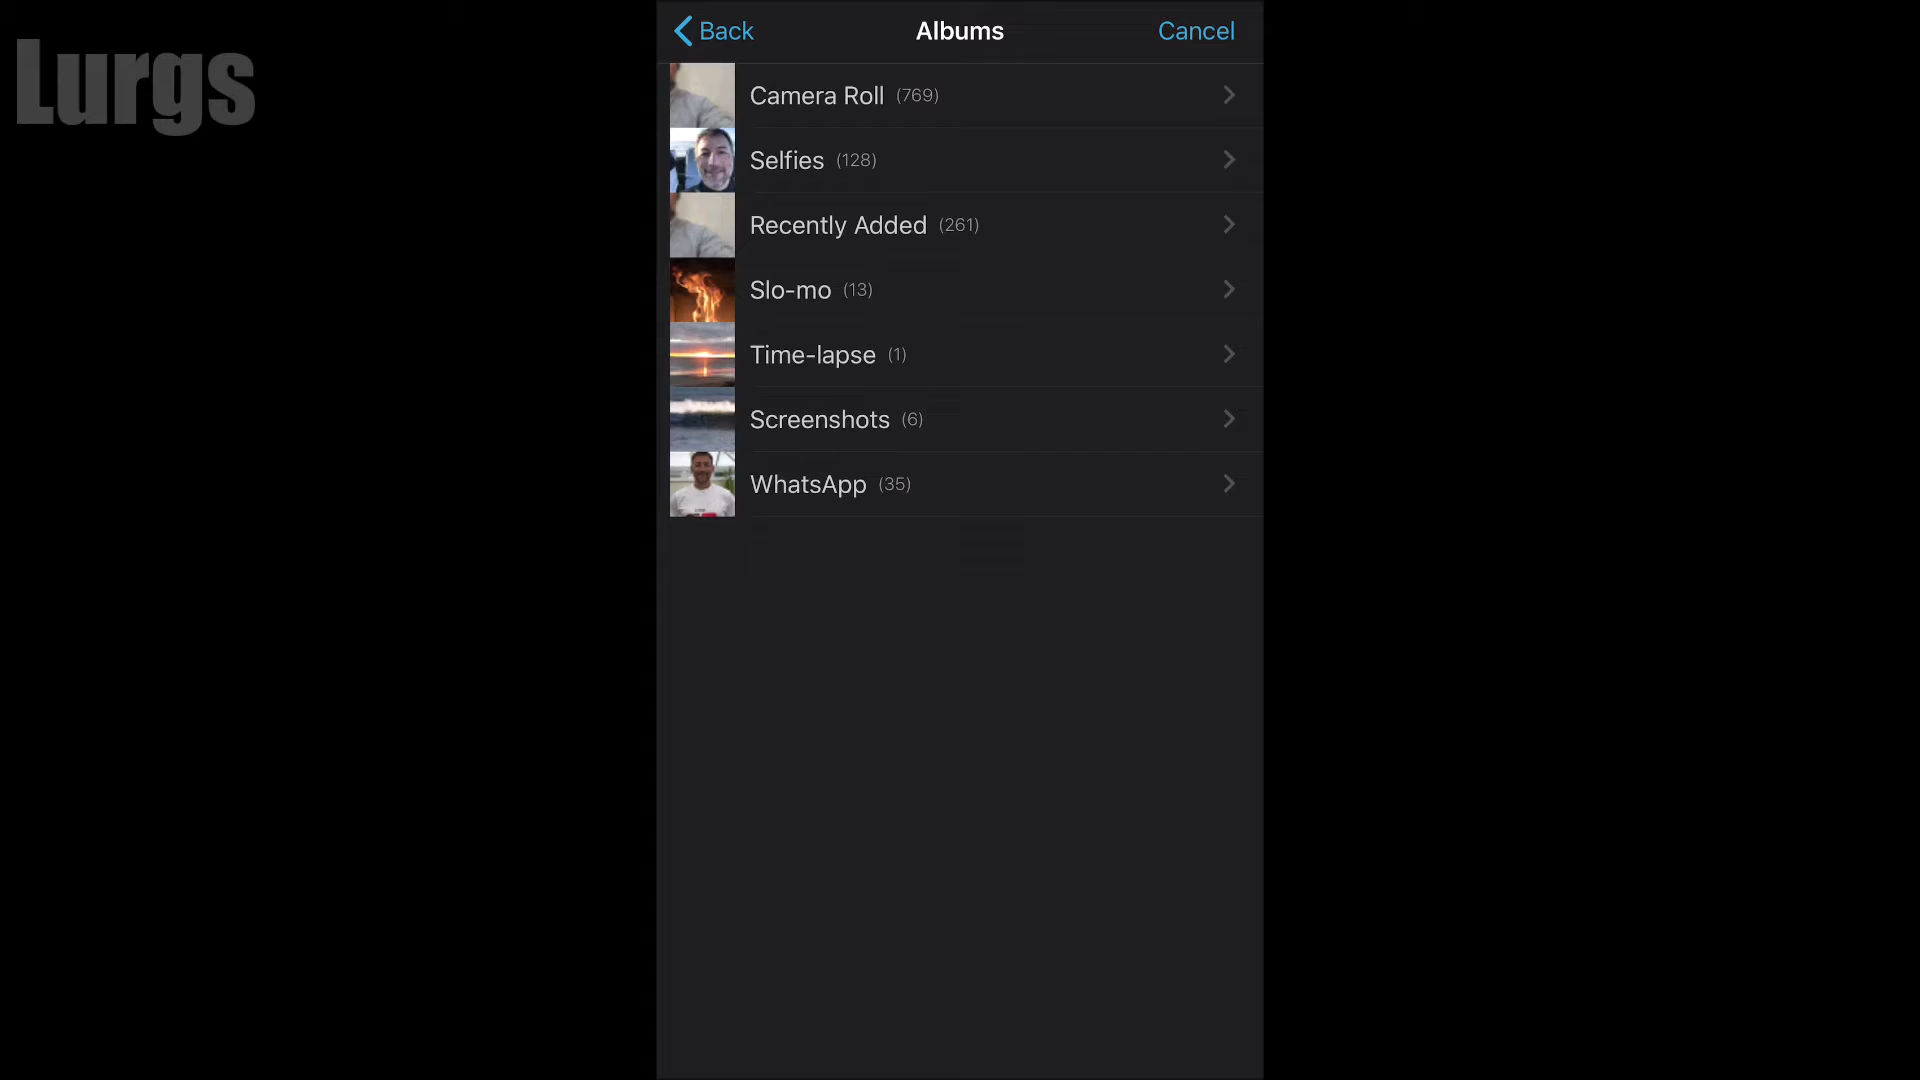 Lurgs
Back
Albums
Cancel
Camera Roll (769)
Selfies (128)
Recently Added (261)
Slo-mo (13)
Time-lapse (1)
Screenshots (6)
WhatsApp (35)